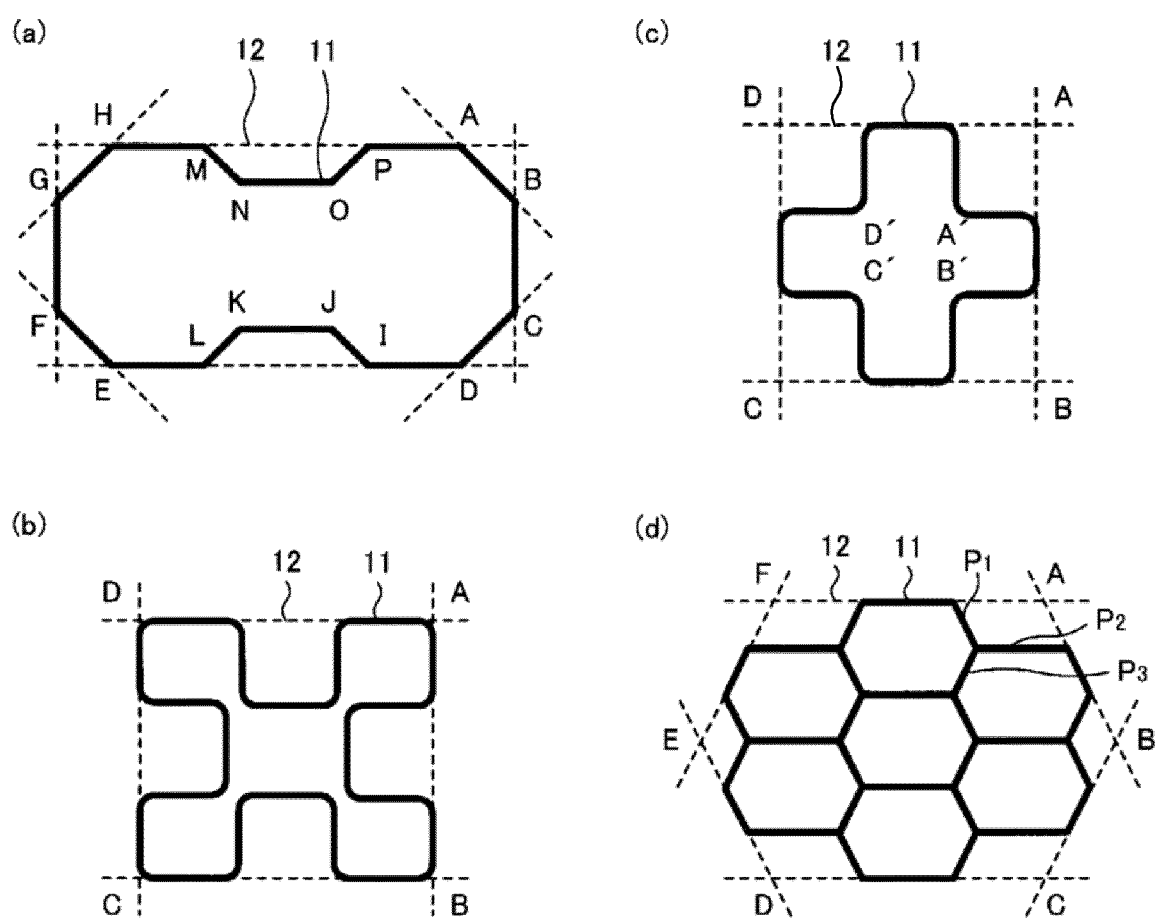 (a)
12 11
H A
G M P B
N O
K J
F L I C
E D
(c)
12 11
D A
D´ A´
C´ B´
C B
(b)
12 11
D A
C B
(d)
12 11 P1
F A
P2
P3
E B
D C